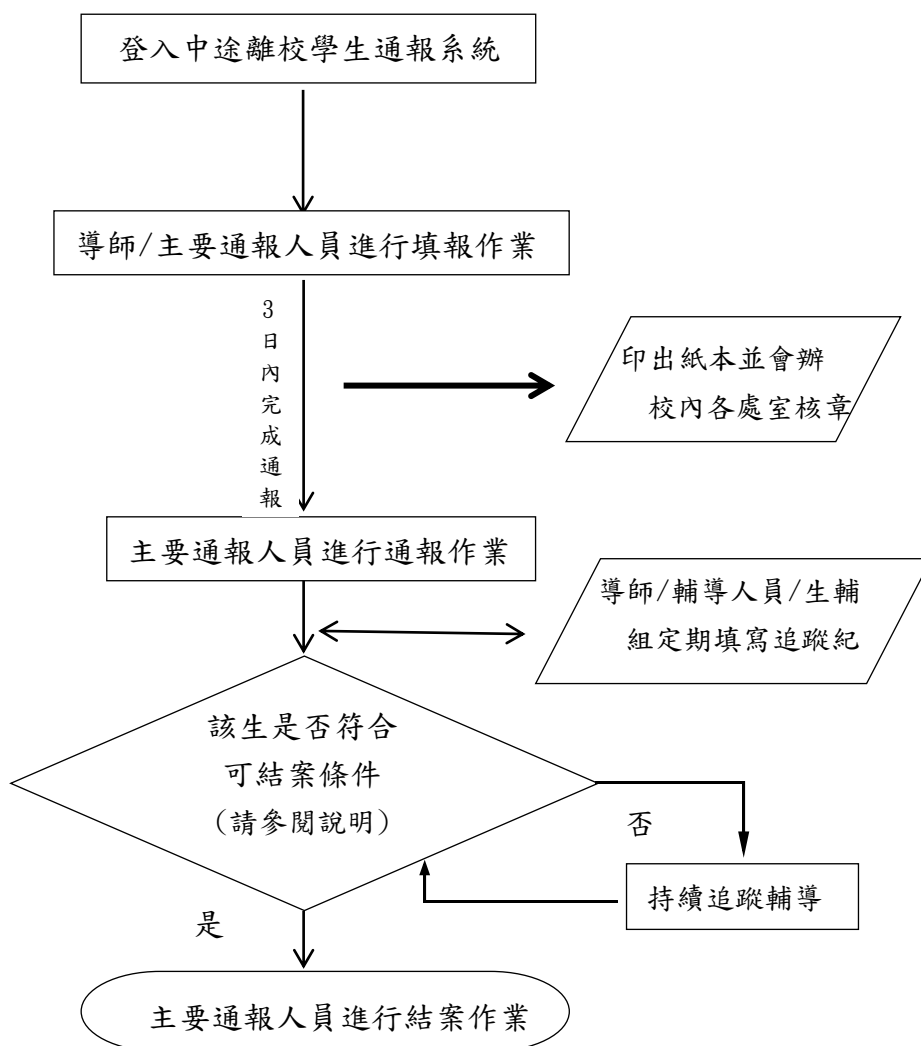 登入中途離校學生通報系統
導師/主要通報人員進行填報作業
3日內完成通報
印出紙本並會辦
校內各處室核章
主要通報人員進行通報作業
導師/輔導人員/生輔
組定期填寫追蹤紀
該生是否符合
可結案條件
(請參閱說明)
否
持續追蹤輔導
是
主要通報人員進行結案作業